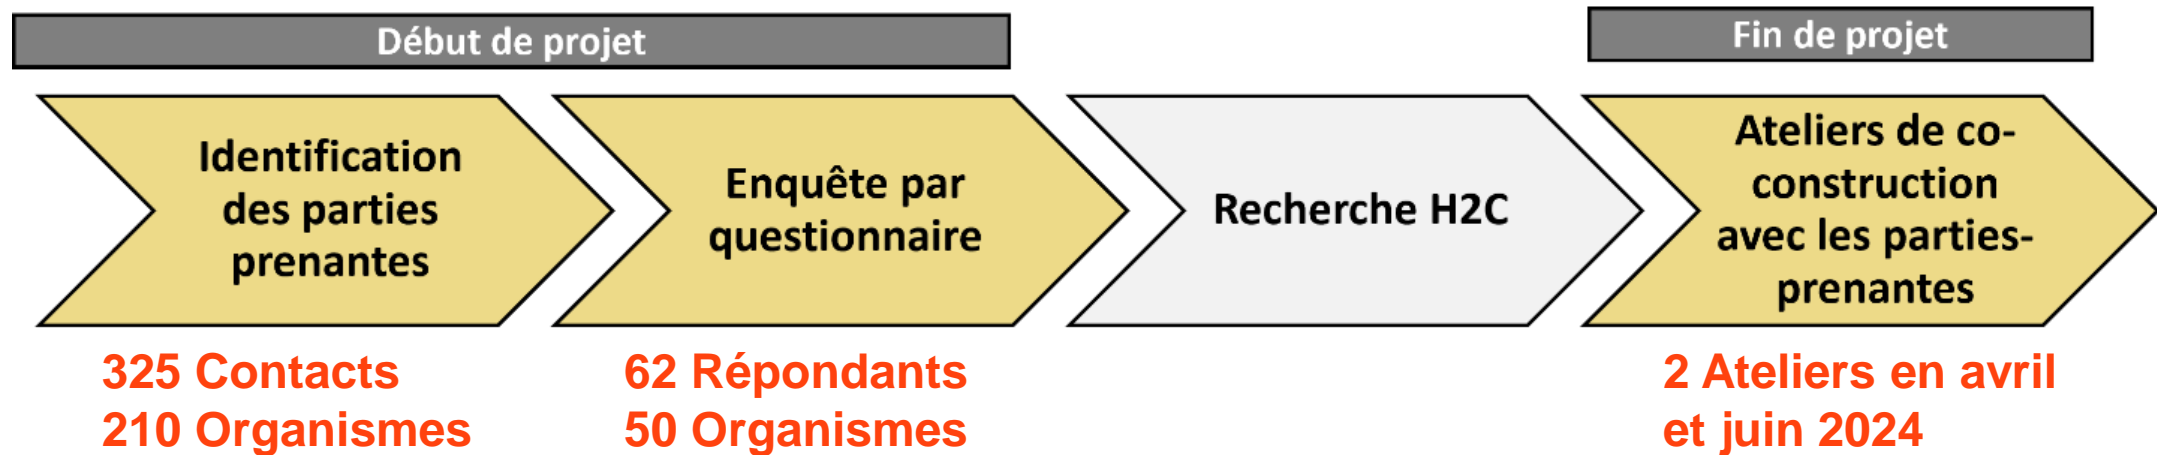 Début de projet
Fin de projet
Identification
des parties
prenantes
Enquête par
questionnaire
Recherche H2C
Ateliers de co-
construction
avec les parties-
prenantes
325 Contacts
210 Organismes
62 Répondants
50 Organismes
2 Ateliers en avril
et juin 2024